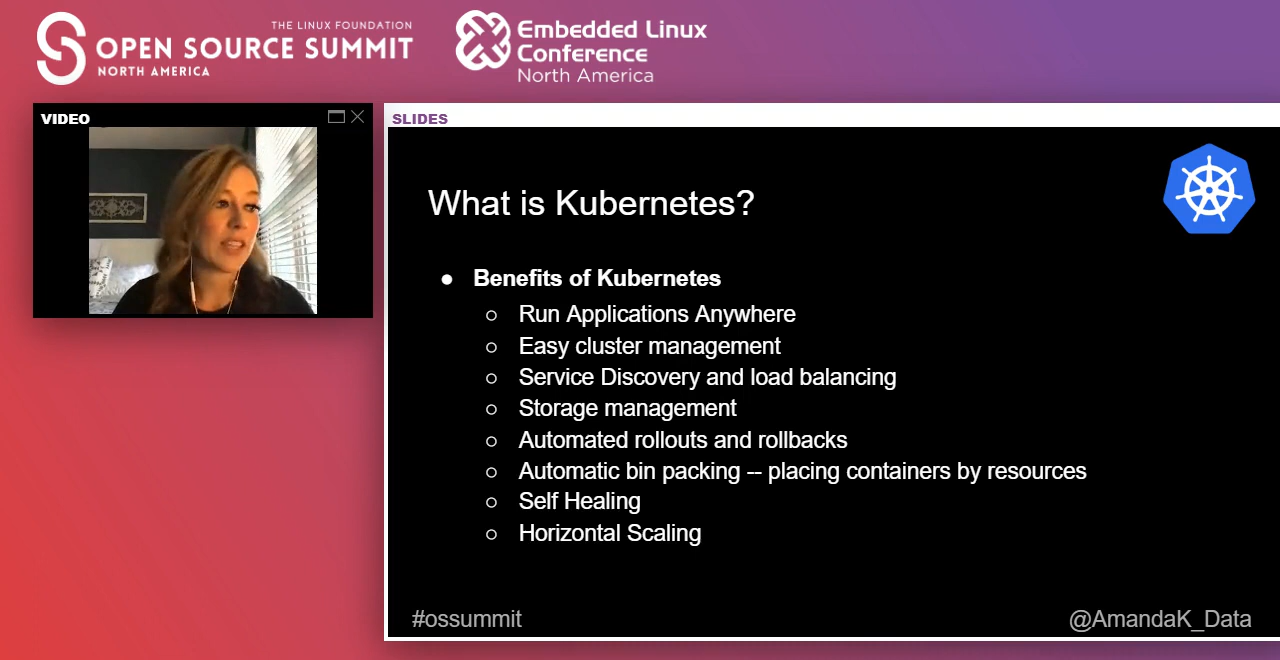 THE LINUX FOUNDATION
OPEN SOURCE SUMMIT
NORTH AMERICA
Embedded Linux
Conference
North America
VIDEO
SLIDES
What is Kubernetes?
● Benefits of Kubernetes
○ Run Applications Anywhere
○ Easy cluster management
○ Service Discovery and load balancing
○ Storage management
○ Automated rollouts and rollbacks
○ Automatic bin packing -- placing containers by resources
○ Self Healing
○ Horizontal Scaling
#ossummit
@AmandaK_Data